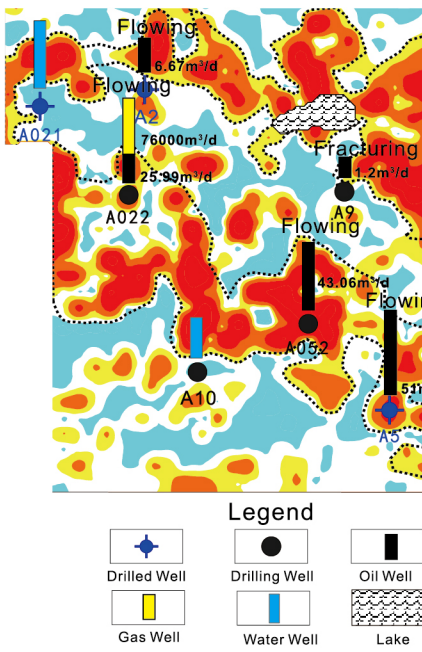 Flowing
6.67m³/d
Flowing
A021
A2
76000m³/d
Fracturing
25.99m³/d
1.2m³/d
A022
A9
Flowing
43.06m³/d
A052
A10
51
A5
Legend
Drilled Well
Drilling Well
Oil Well
Gas Well
Water Well
Lake